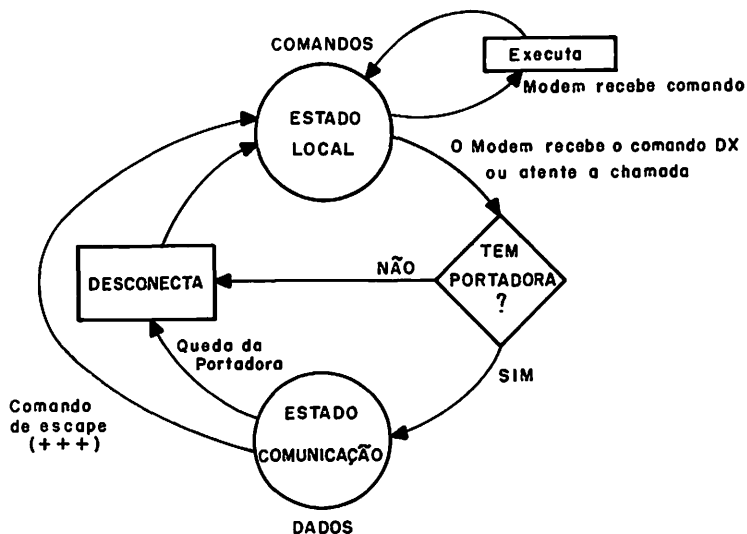 COMANDOS
Executa
Modem recebe comando
ESTADO
LOCAL
O Modem recebe o comando DX
ou atente a chamada
TEM
PORTADORA
?
NÃO
DESCONECTA
Queda da
Portadora
SIM
Comando
de escape
(+++)
ESTADO
COMUNICAÇÃO
DADOS